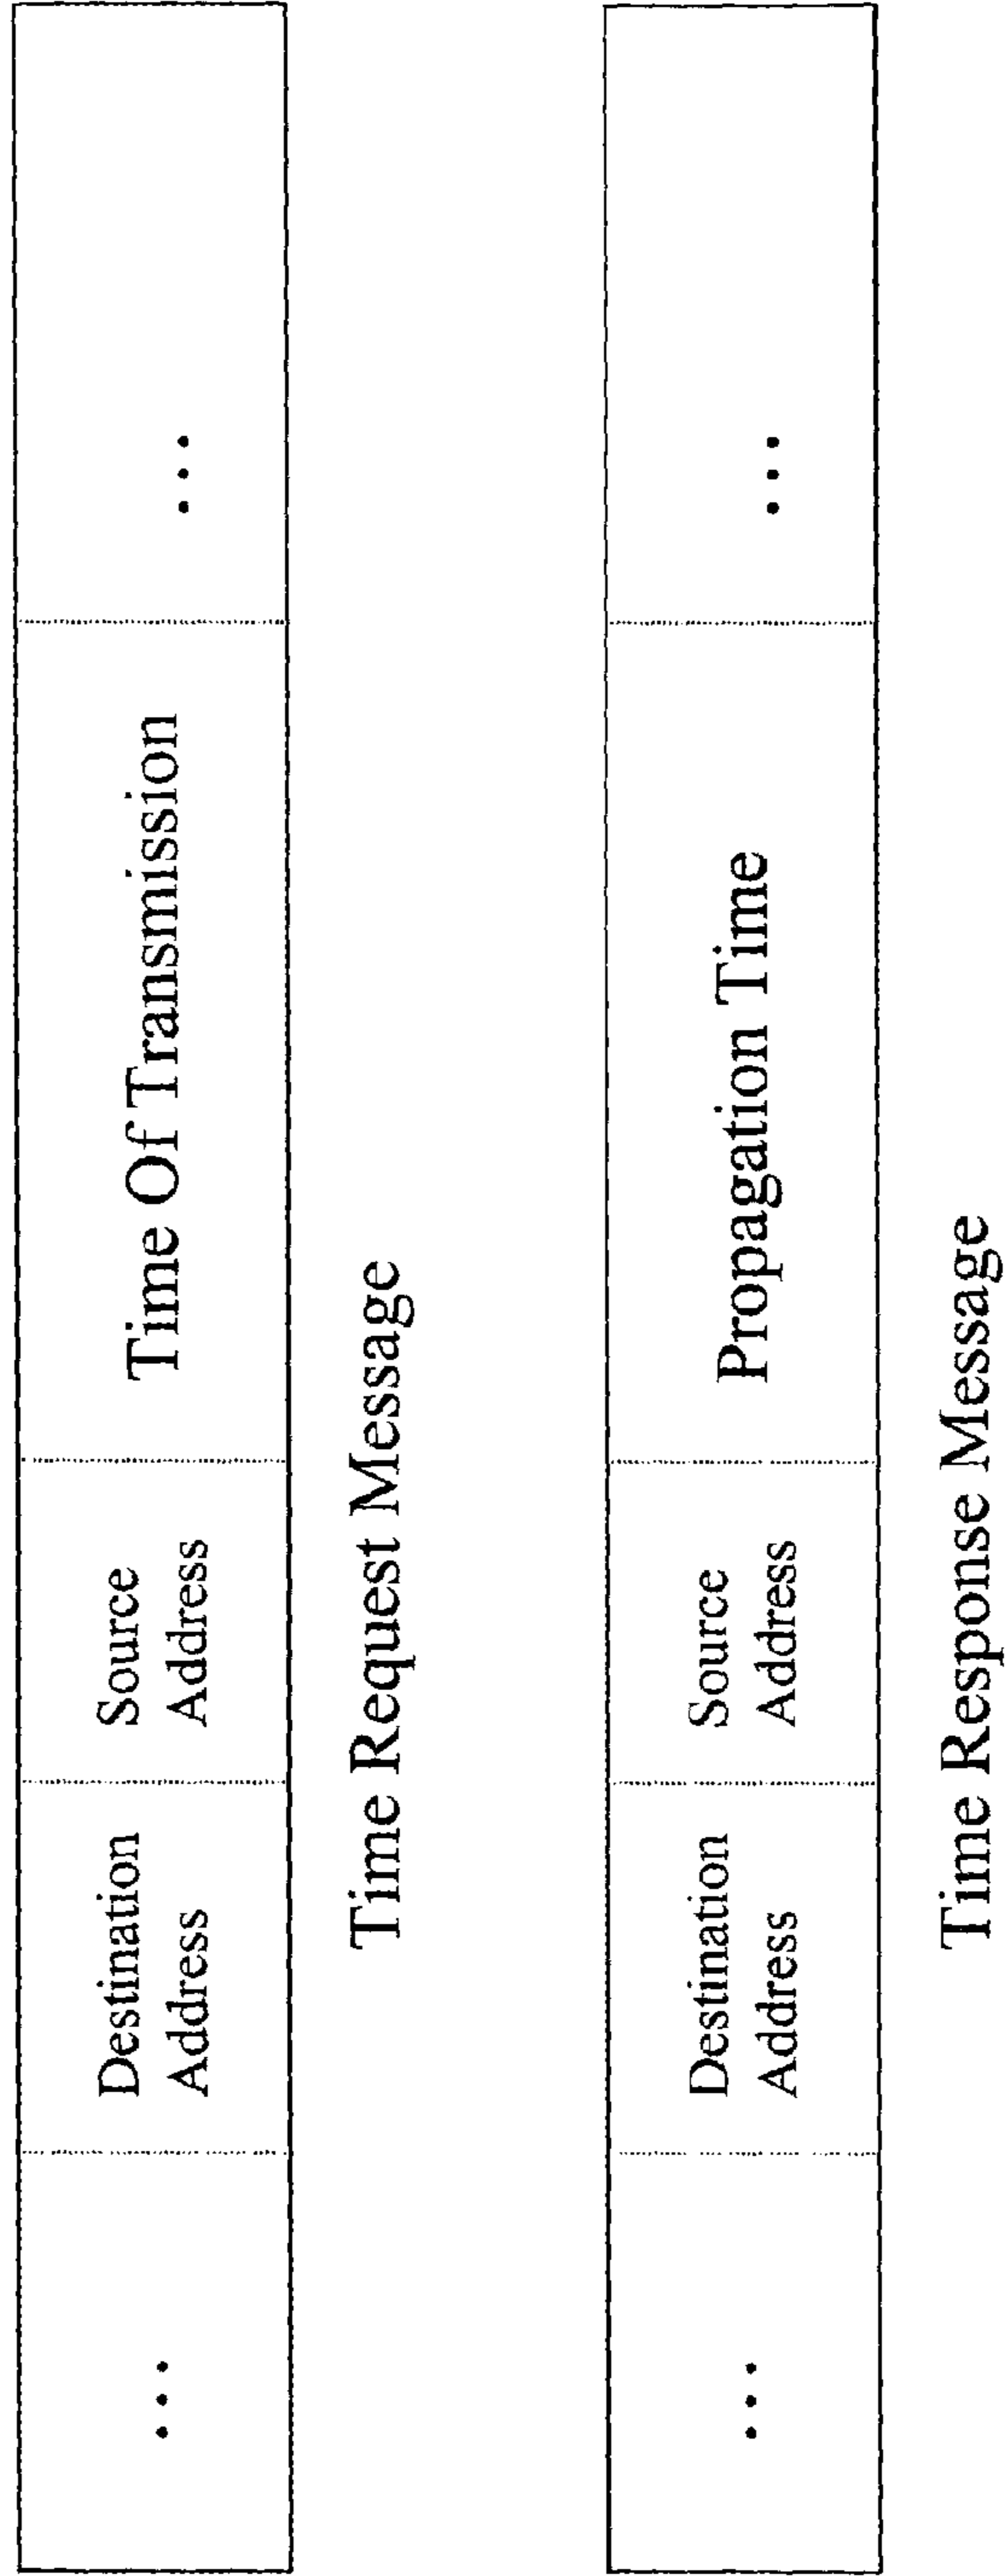 ...
Destination
Address
Source
Address
Time Of Transmission
...
Time Request Message
...
Destination
Address
Source
Address
Propagation Time
...
Time Response Message